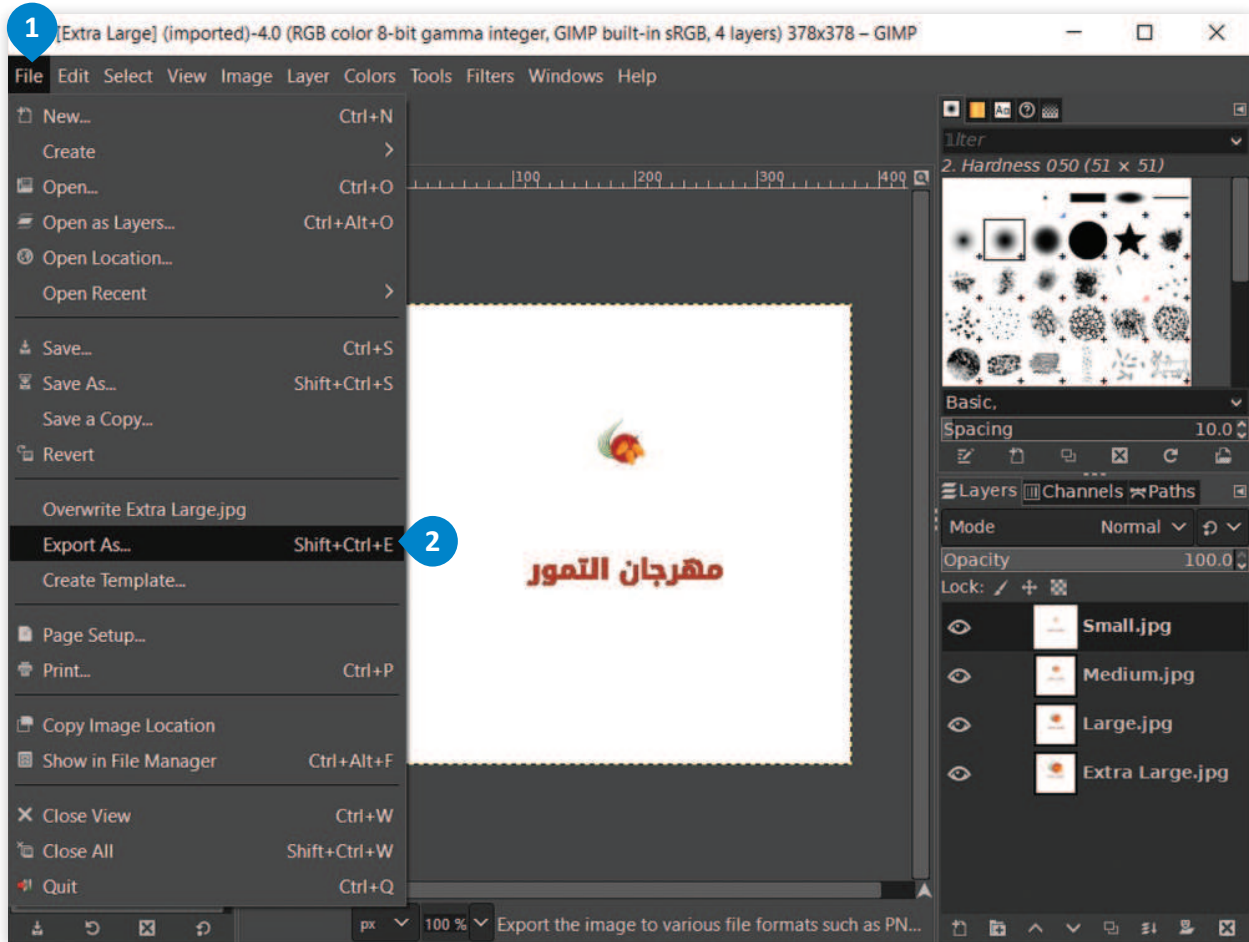 1
[Extra Large] (imported)-4.0 (RGB color 8-bit gamma integer, GIMP built-in sRGB, 4 layers) 378x378 – GIMP
File Edit Select View Image Layer Colors Tools Filters Windows Help
New... Ctrl+N
Create
Open... Ctrl+O
Open as Layers... Ctrl+Alt+O
Open Location...
Open Recent
Save... Ctrl+S
Save As... Shift+Ctrl+S
Save a Copy...
Revert
Overwrite Extra Large.jpg
Export As... Shift+Ctrl+E
2
Create Template...
Page Setup...
Print... Ctrl+P
Copy Image Location
Show in File Manager Ctrl+Alt+F
Close View Ctrl+W
Close All Shift+Ctrl+W
Quit Ctrl+Q
100 200 300 400
مهرجان التمور
px 100 % Export the image to various file formats such as PN...
2. Hardness 050 (51 × 51)
Basic,
Spacing 10.0
Layers Channels Paths
Mode Normal
Opacity 100.0
Lock:
Small.jpg
Medium.jpg
Large.jpg
Extra Large.jpg